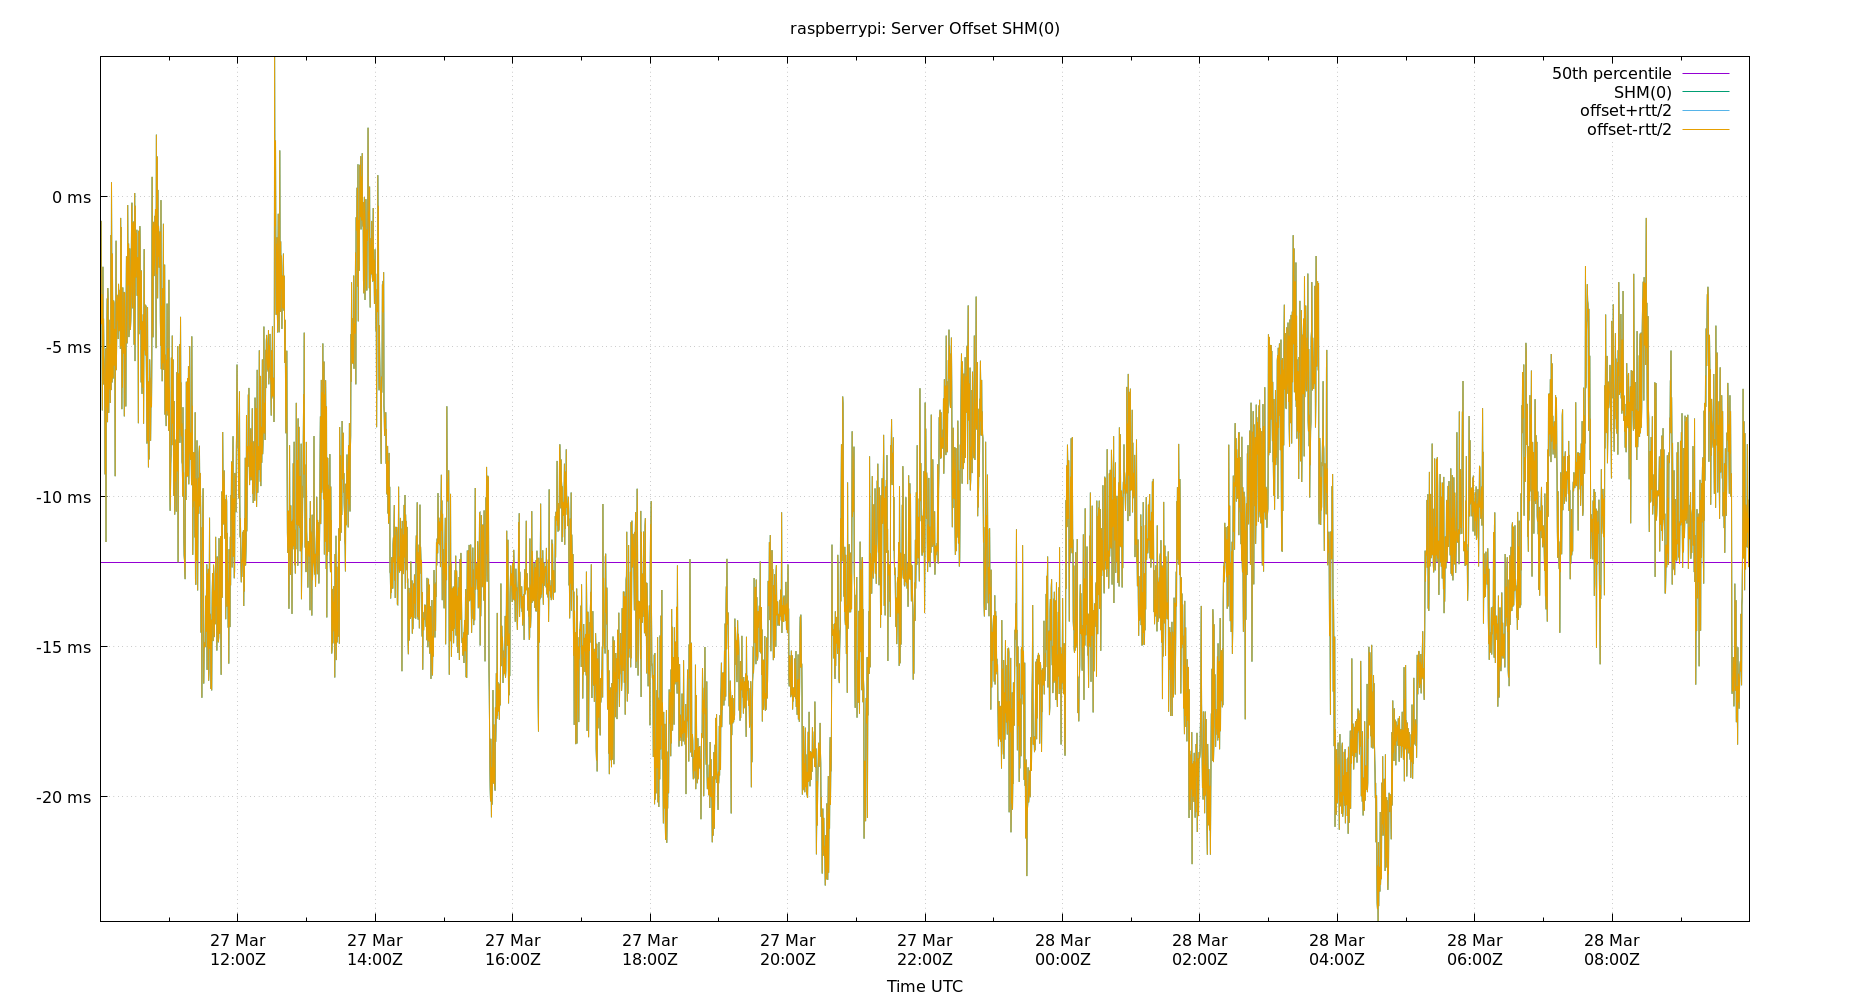 raspberrypi: Server Offset SHM(0)
50th percentile
SHM(0)
offset+rtt/2
offset-rtt/2
0 ms
-5 ms
-10 ms
-15 ms
-20 ms
27 Mar 27 Mar 27 Mar 27 Mar 27 Mar 27 Mar 28 Mar 28 Mar 28 Mar 28 Mar 28 Mar
12:00Z 14:00Z 16:00Z 18:00Z 20:00Z 22:00Z 00:00Z 02:00Z 04:00Z 06:00Z 08:00Z
Time UTC